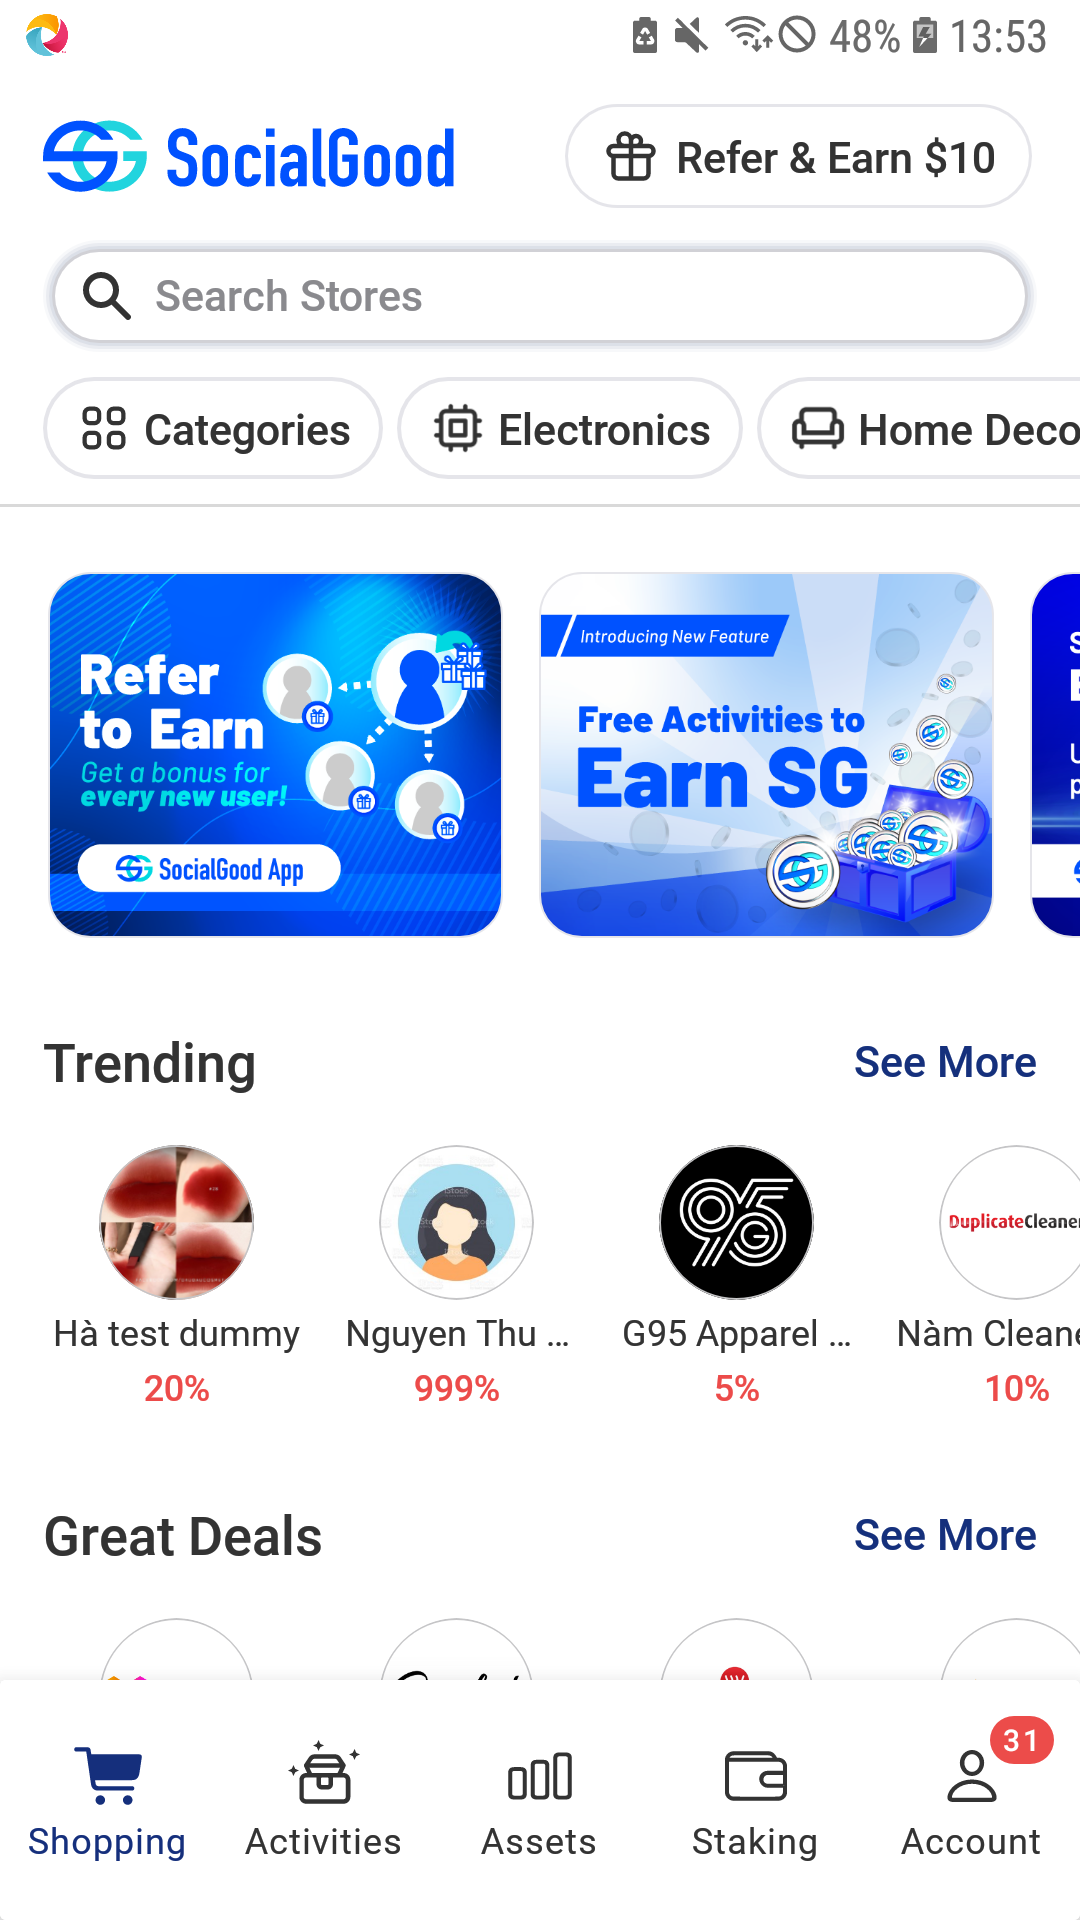 48% 13:53
SocialGood
Refer & Earn $10
Search Stores
Categories
Electronics
Home Deco
Refer
to Earn
Get a bonus for
every new user!
SocialGood App
Introducing New Feature
Free Activities to
Earn SG
Trending
See More
Hà test dummy
20%
Nguyen Thu ...
999%
G95 Apparel ...
5%
DuplicateCleaner
Nàm Cleane
10%
Great Deals
See More
31
Shopping
Activities
Assets
Staking
Account